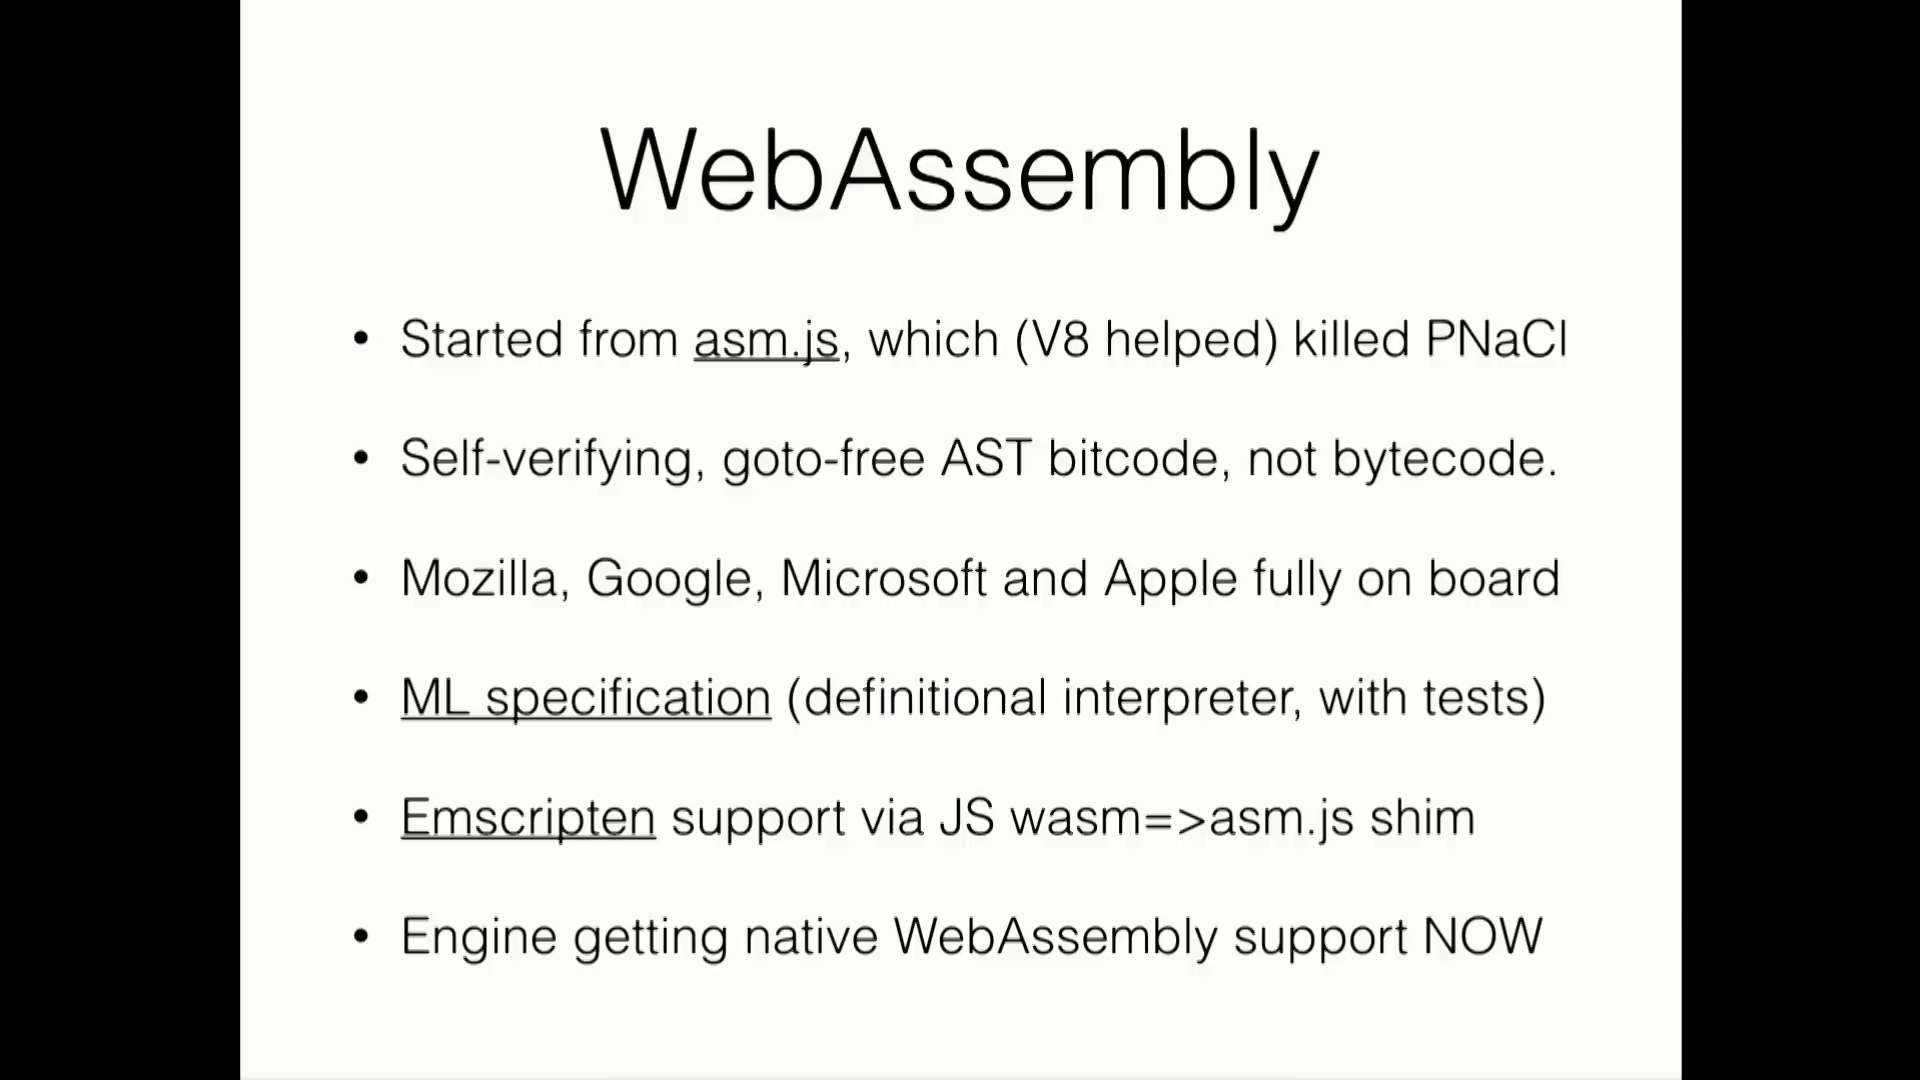 WebAssembly
• Started from asm.js, which (V8 helped) killed PNaCl
• Self-verifying, goto-free AST bitcode, not bytecode.
• Mozilla, Google, Microsoft and Apple fully on board
• ML specification (definitional interpreter, with tests)
• Emscripten support via JS wasm=>asm.js shim
• Engine getting native WebAssembly support NOW